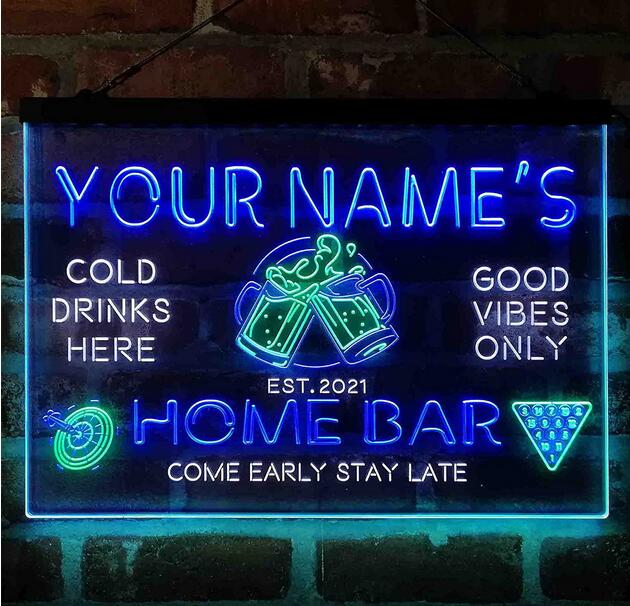 YOUR NAME'S
COLD
DRINKS
HERE
GOOD
VIBES
ONLY
EST. 2021
HOME BAR
COME EARLY STAY LATE